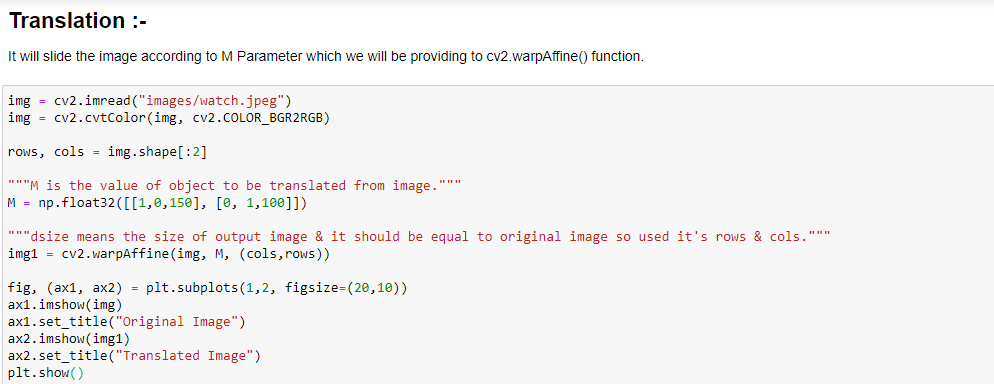 Translation :-
It will slide the image according to M Parameter which we will be providing to cv2.warpAffine() function.
img = cv2.imread("images/watch.jpeg")
img = cv2.cvtColor(img, cv2.COLOR_BGR2RGB)
rows, cols = img.shape[:2]
"""M is the value of object to be translated from image."""
M = np.float32([[1,0,150], [0, 1,100]])
"""dsize means the size of output image & it should be equal to original image so used it's rows & cols."""
img1 = cv2.warpAffine(img, M, (cols,rows))
fig, (ax1, ax2) = plt.subplots(1,2, figsize=(20,10))
ax1.imshow(img)
ax1.set_title("Original Image")
ax2.imshow(img1)
ax2.set_title("Translated Image")
plt.show()